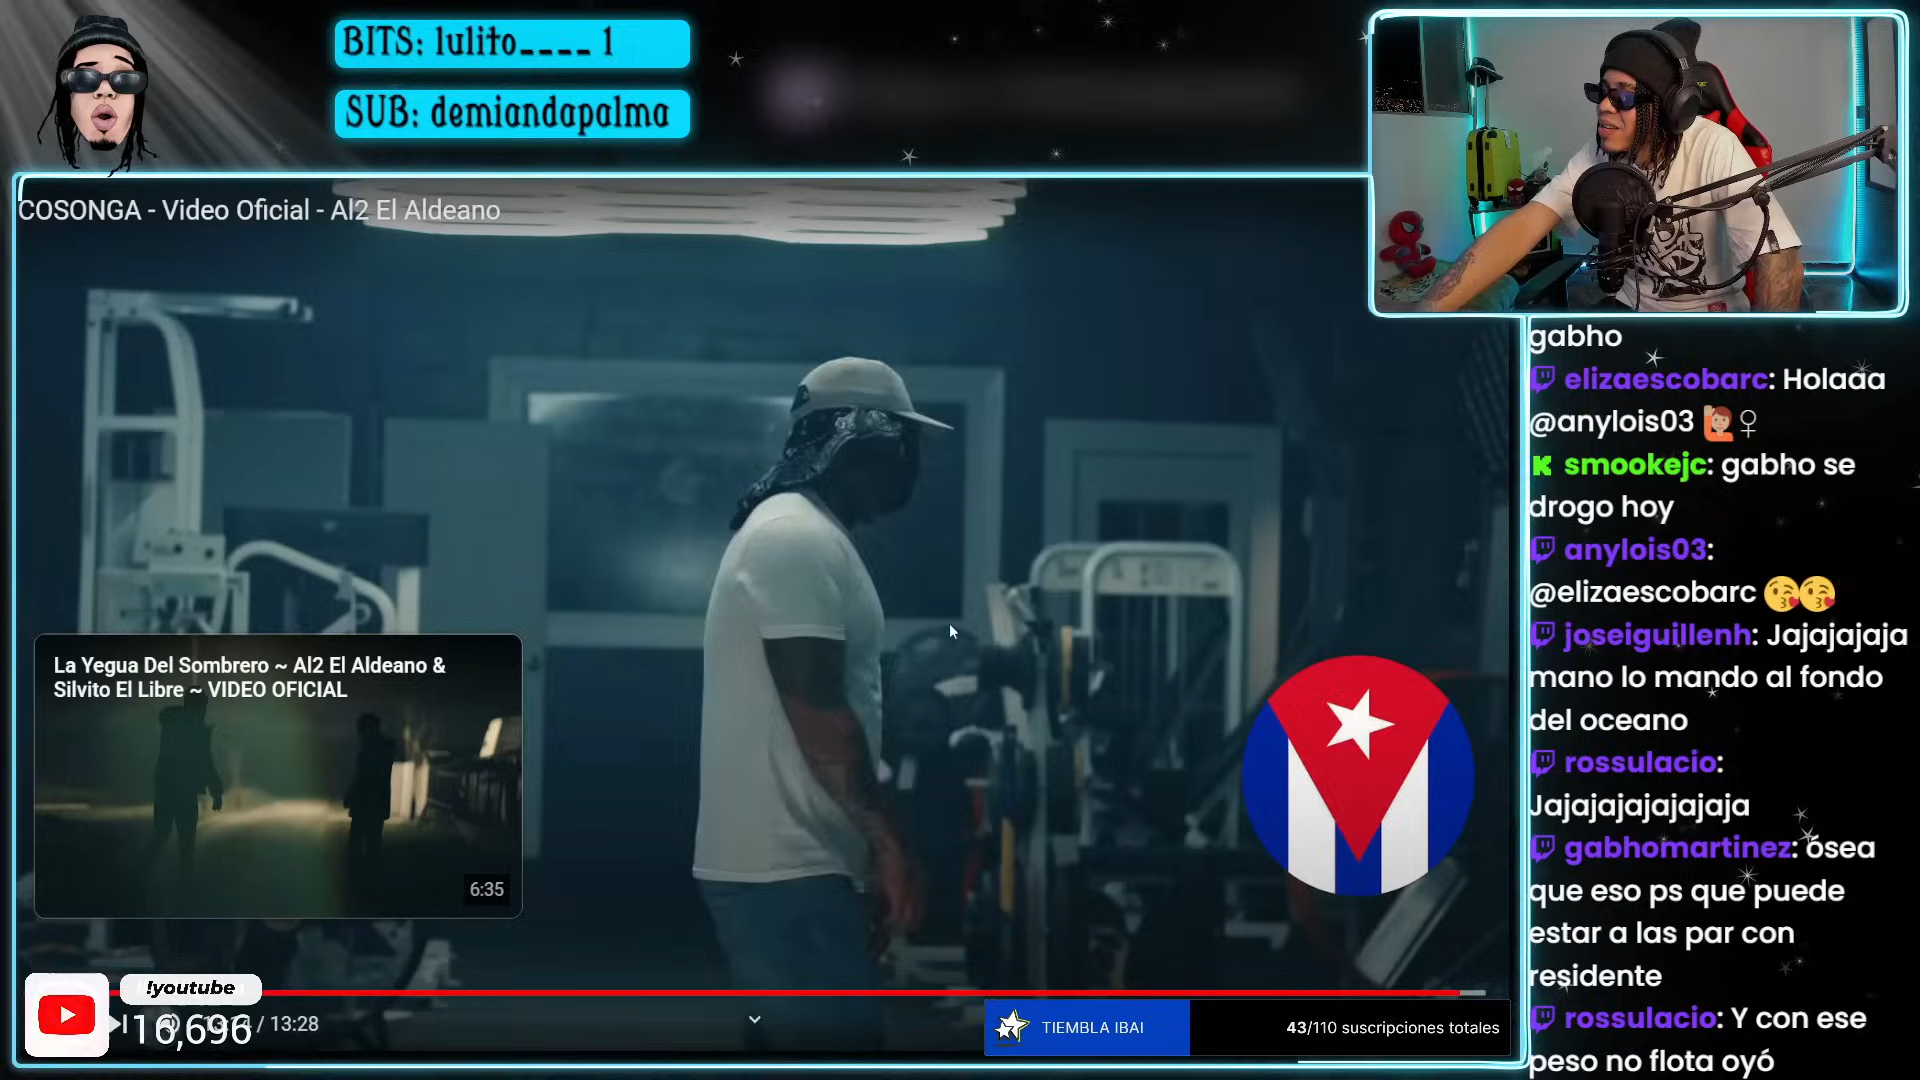 BITS: lulito____ 1
SUB: demiandapalma
COSONGA - Video Oficial - Al2 El Aldeano
La Yegua Del Sombrero ~ Al2 El Aldeano &
Silvito El Libre ~ VIDEO OFICIAL
6:35
!youtube
16,696
/ 13:28
TIEMBLA IBAI
43/110 suscripciones totales
gabho
elizaescobarc: Holaaa
@anylois03 🙋🏽♀
smookejc: gabho se
drogo hoy
anylois03:
@elizaescobarc 😘😘
joseiguillenh: Jajajajaja
mano lo mando al fondo
del oceano
rossulacio:
Jajajajajajajaja
gabhomartinez: osea
que eso ps que puede
estar a las par con
residente
rossulacio: Y con ese
peso no flota oyó